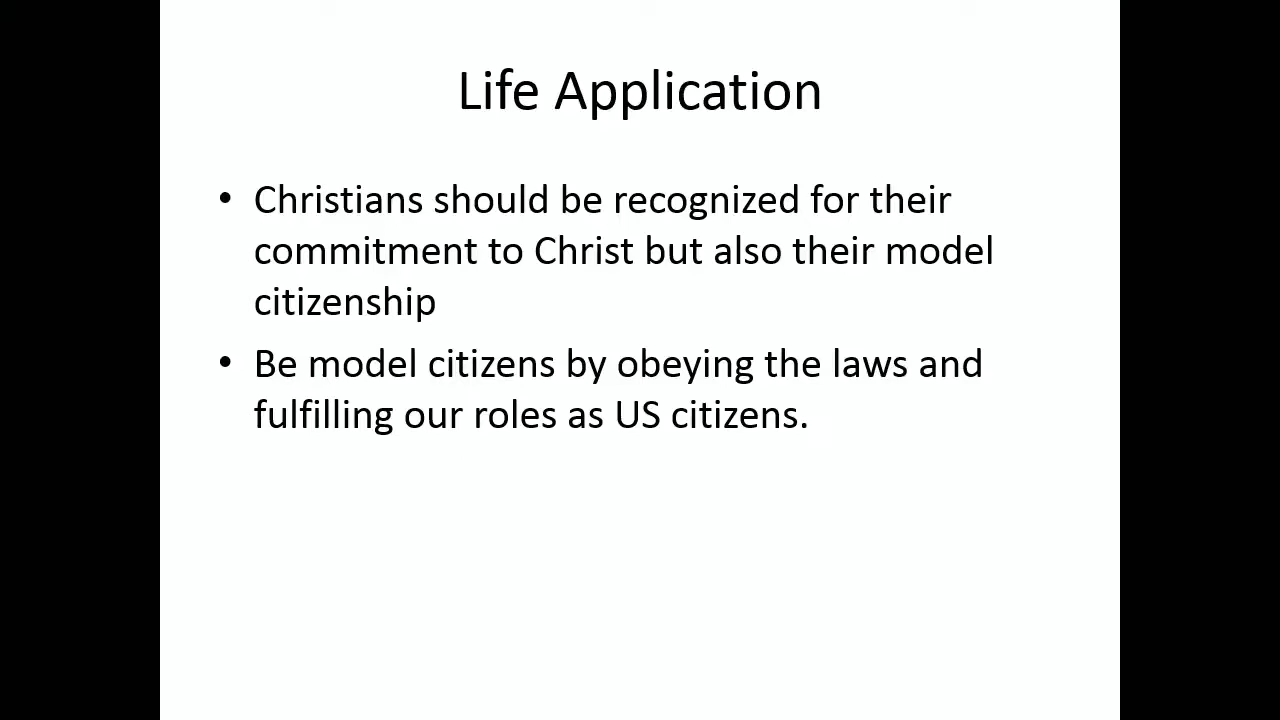 Life Application
• Christians should be recognized for their
commitment to Christ but also their model
citizenship
• Be model citizens by obeying the laws and
fulfilling our roles as US citizens.